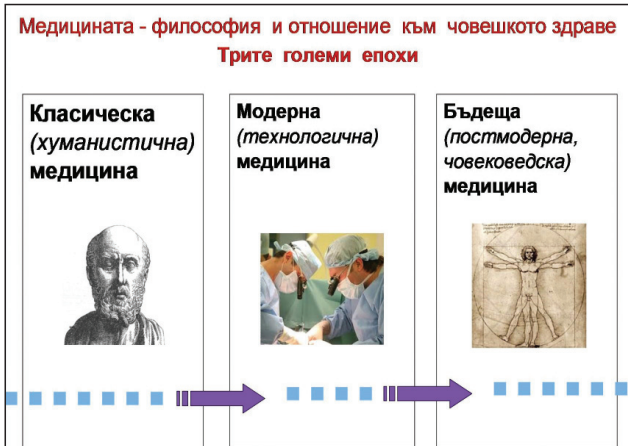 Медицината - философия и отношение към човешкото здраве
Трите големи епохи
Класическа
(хуманистична)
медицина
Модерна
(технологична)
медицина
Бъдеща
(постмодерна,
човековедска)
медицина